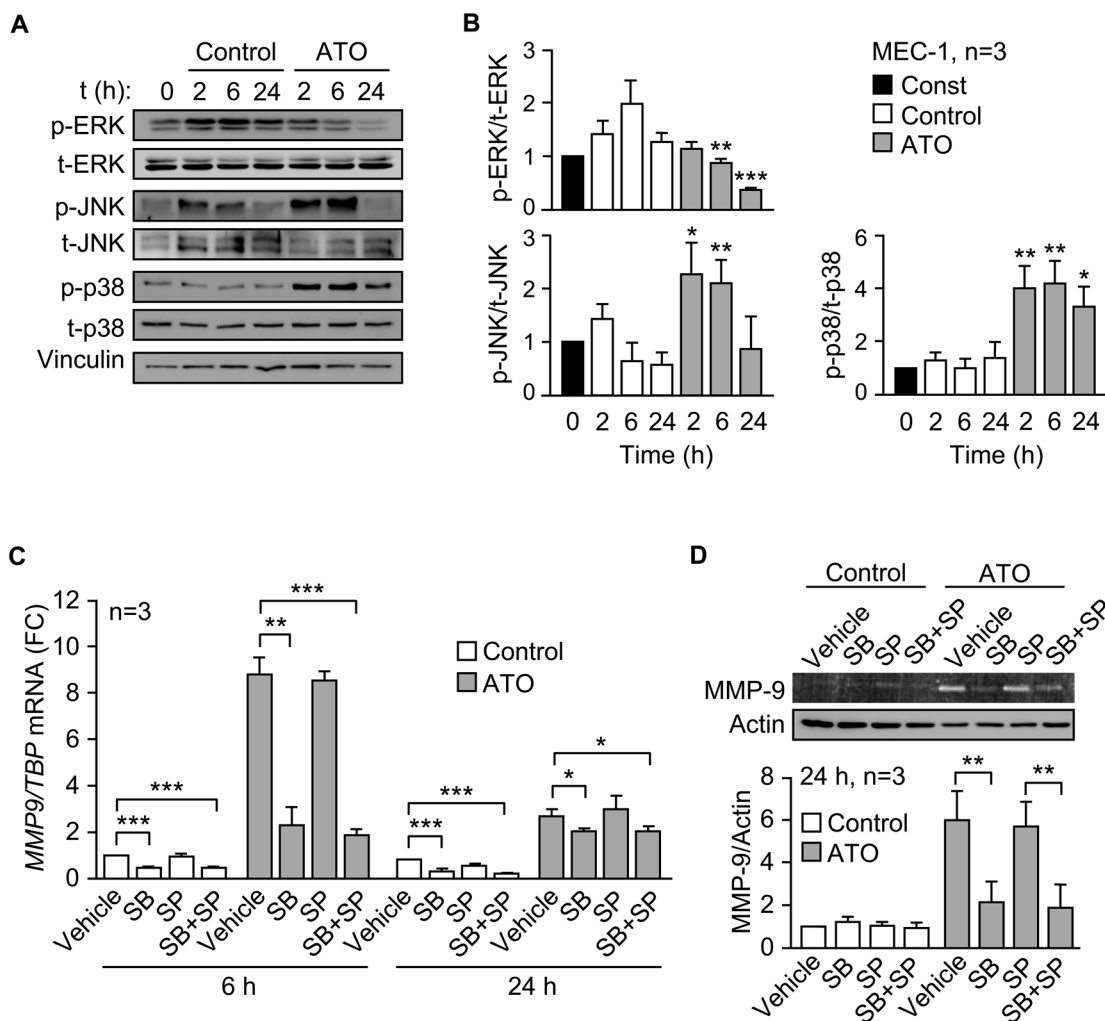 A
Control ATO
t (h): 0 2 6 24 2 6 24
p-ERK
t-ERK
p-JNK
t-JNK
p-p38
t-p38
Vinculin
B
p-ERK/t-ERK
3
2
1
0
** ***
MEC-1, n=3
Const
Control
ATO
p-JNK/t-JNK
3
2
1
0
* **
0 2 6 24 2 6 24
Time (h)
p-p38/t-p38
6
4
2
0
** ** *
0 2 6 24 2 6 24
Time (h)
C
MMP9/TBP mRNA (FC)
12
10
8
6
4
2
0
n=3
Control
ATO
*** *** ** *** *** *** * *
Vehicle SB SP SB+SP Vehicle SB SP SB+SP Vehicle SB SP SB+SP Vehicle SB SP SB+SP
6 h 24 h
D
Control ATO
Vehicle SB SP SB+SP Vehicle SB SP SB+SP
MMP-9
Actin
MMP-9/Actin
8
6
4
2
0
24 h, n=3
Control
ATO
** **
Vehicle SB SP SB+SP Vehicle SB SP SB+SP